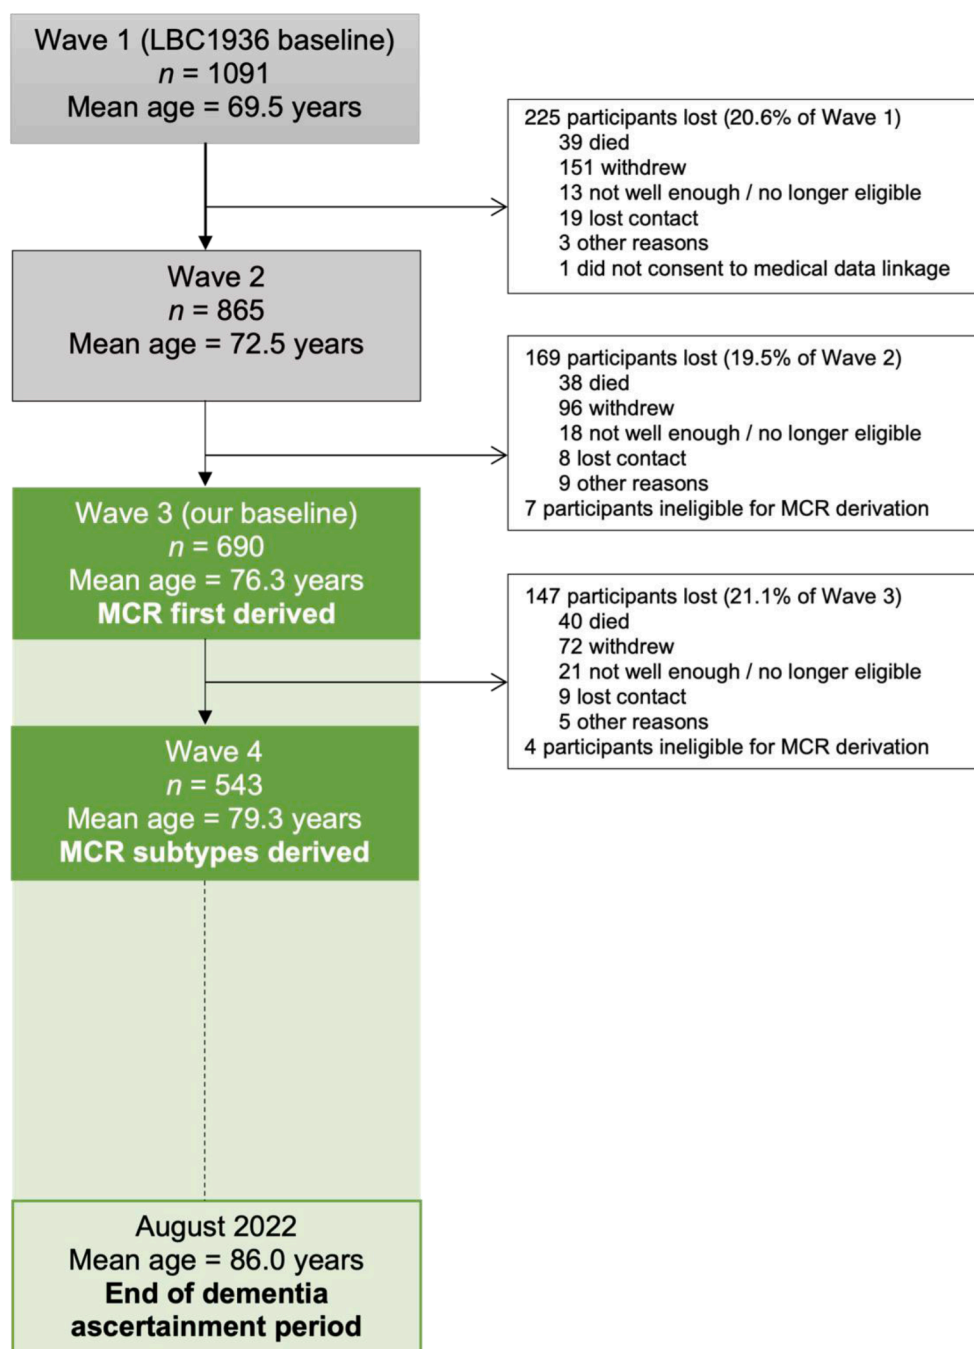 Wave 1 (LBC1936 baseline)
n = 1091
Mean age = 69.5 years
225 participants lost (20.6% of Wave 1)
39 died
151 withdrew
13 not well enough / no longer eligible
19 lost contact
3 other reasons
1 did not consent to medical data linkage
Wave 2
n = 865
Mean age = 72.5 years
169 participants lost (19.5% of Wave 2)
38 died
96 withdrew
18 not well enough / no longer eligible
8 lost contact
9 other reasons
7 participants ineligible for MCR derivation
Wave 3 (our baseline)
n = 690
Mean age = 76.3 years
MCR first derived
147 participants lost (21.1% of Wave 3)
40 died
72 withdrew
21 not well enough / no longer eligible
9 lost contact
5 other reasons
4 participants ineligible for MCR derivation
Wave 4
n = 543
Mean age = 79.3 years
MCR subtypes derived
August 2022
Mean age = 86.0 years
End of dementia
ascertainment period